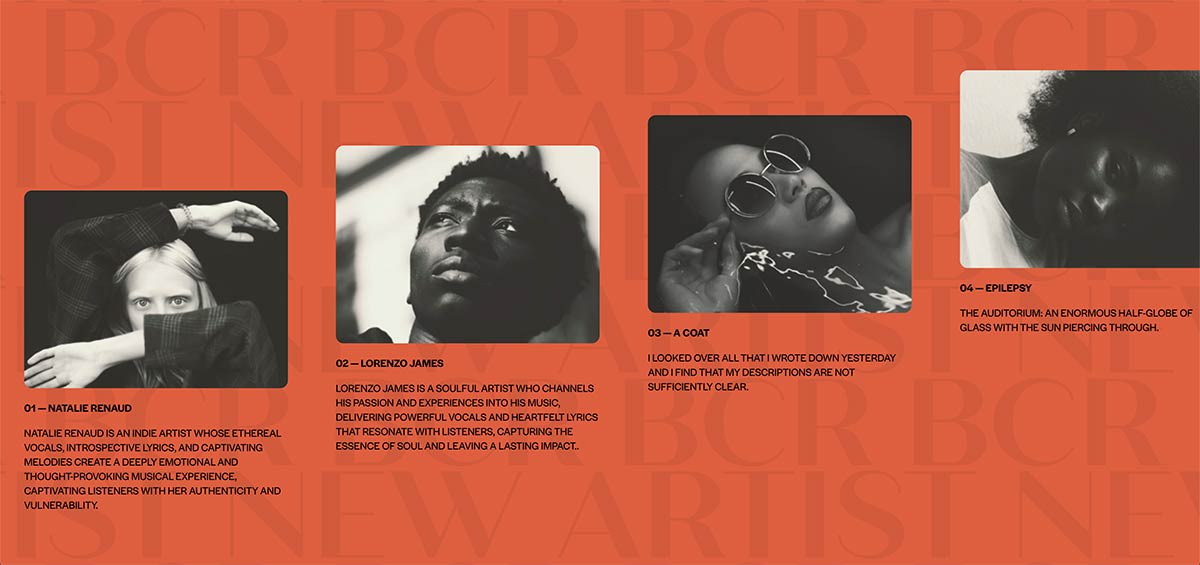 BCR BCR BCR BCR
IST NEW ARTIST NEW
01 — NATALIE RENAUD
NATALIE RENAUD IS AN INDIE ARTIST WHOSE ETHEREAL
VOCALS, INTROSPECTIVE LYRICS, AND CAPTIVATING
MELODIES CREATE A DEEPLY EMOTIONAL AND
THOUGHT-PROVOKING MUSICAL EXPERIENCE,
CAPTIVATING LISTENERS WITH HER AUTHENTICITY AND
VULNERABILITY.
02 — LORENZO JAMES
LORENZO JAMES IS A SOULFUL ARTIST WHO CHANNELS
HIS PASSION AND EXPERIENCES INTO HIS MUSIC,
DELIVERING POWERFUL VOCALS AND HEARTFELT LYRICS
THAT RESONATE WITH LISTENERS, CAPTURING THE
ESSENCE OF SOUL AND LEAVING A LASTING IMPACT..
03 — A COAT
I LOOKED OVER ALL THAT I WROTE DOWN YESTERDAY
AND I FIND THAT MY DESCRIPTIONS ARE NOT
SUFFICIENTLY CLEAR.
04 — EPILEPSY
THE AUDITORIUM: AN ENORMOUS HALF-GLOBE OF
GLASS WITH THE SUN PIERCING THROUGH.
BCR BCR BCR BCR
IST NEW ARTIST NEW